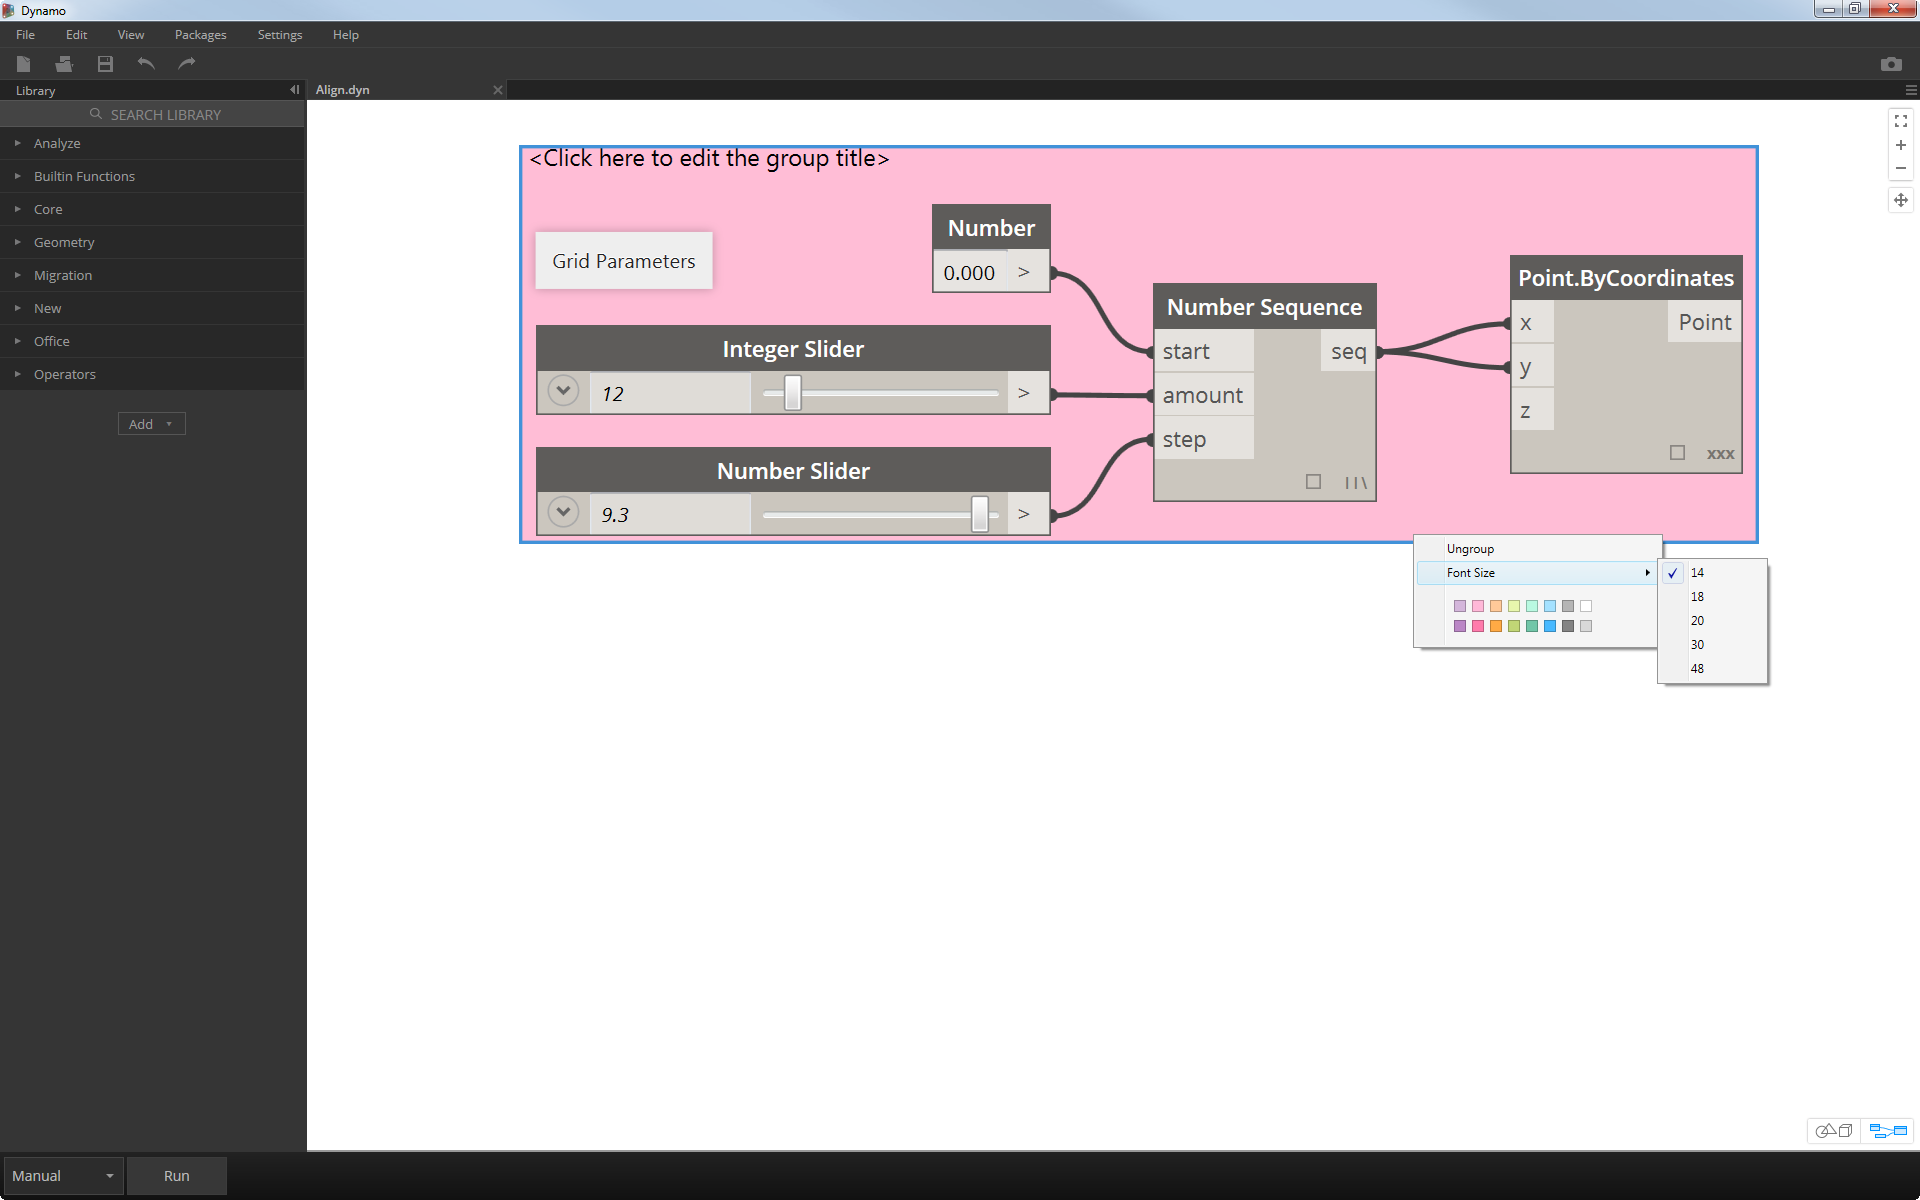 Dynamo
File Edit View Packages Settings Help
Library
Align.dyn
SEARCH LIBRARY
Analyze
Builtin Functions
Core
Geometry
Migration
New
Office
Operators
Add
<Click here to edit the group title>
Grid Parameters
Number
0.000 >
Integer Slider
12 >
Number Slider
9.3 >
Number Sequence
start seq
amount
step
| | \
Point.ByCoordinates
x Point
y
z
xxx
Ungroup
Font Size
14
18
20
30
48
Manual Run